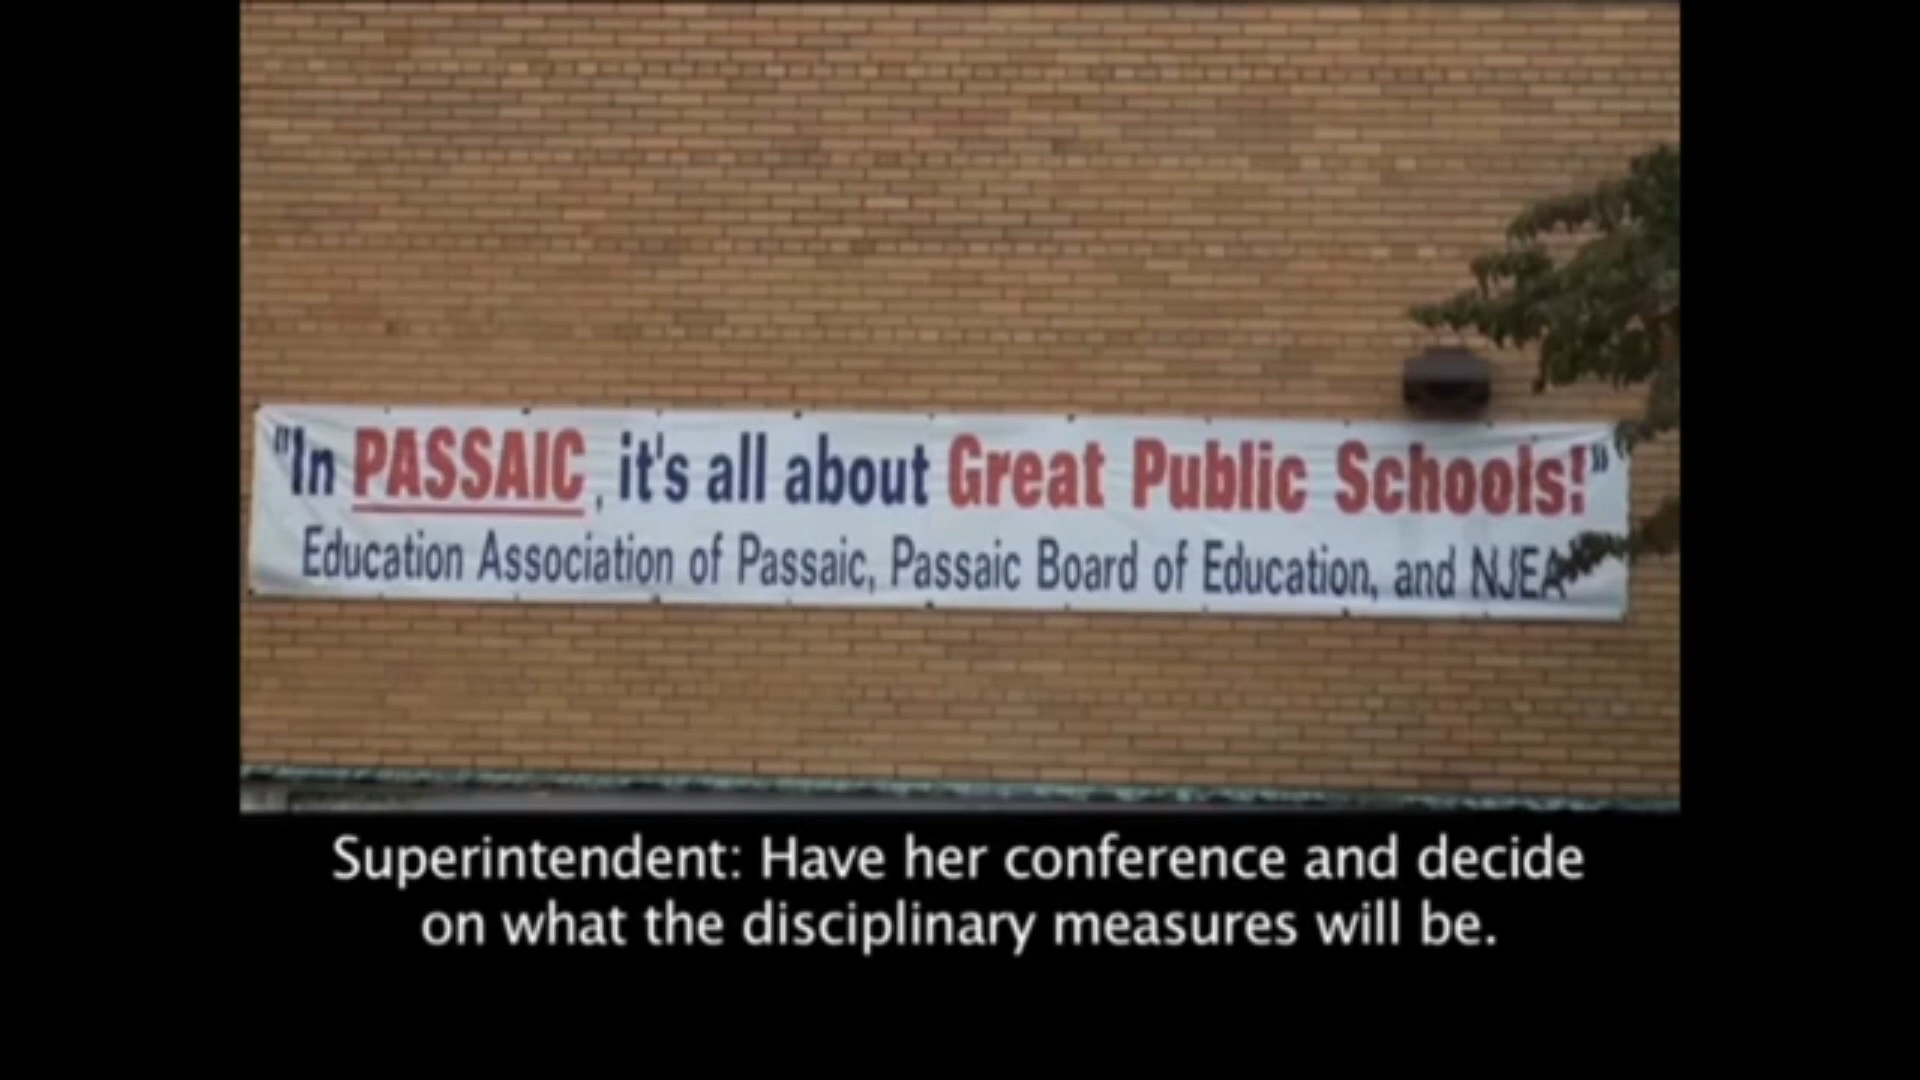 "In PASSAIC, it's all about Great Public Schools!"
Education Association of Passaic, Passaic Board of Education, and NJEA
Superintendent: Have her conference and decide
on what the disciplinary measures will be.